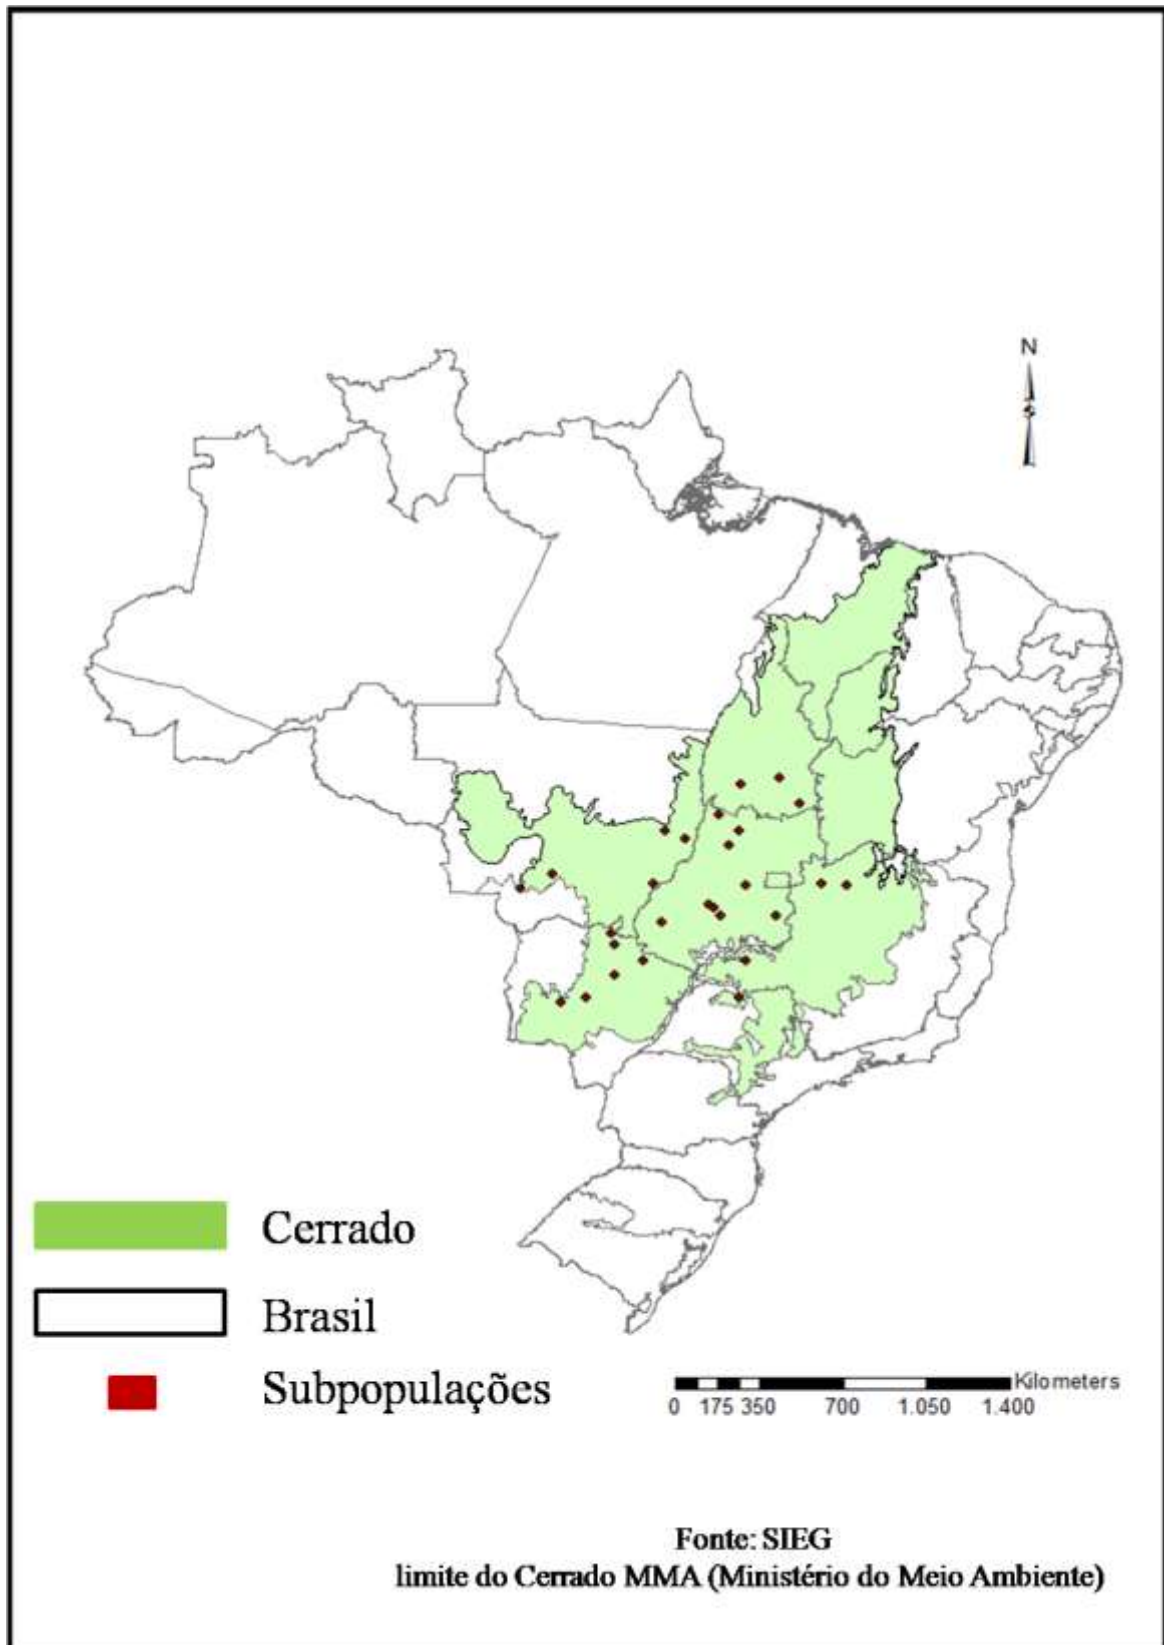 N
S
Cerrado
Brasil
Subpopulações
Kilometers
0 175 350 700 1.050 1.400
Fonte: SIEG
limite do Cerrado MMA (Ministério do Meio Ambiente)